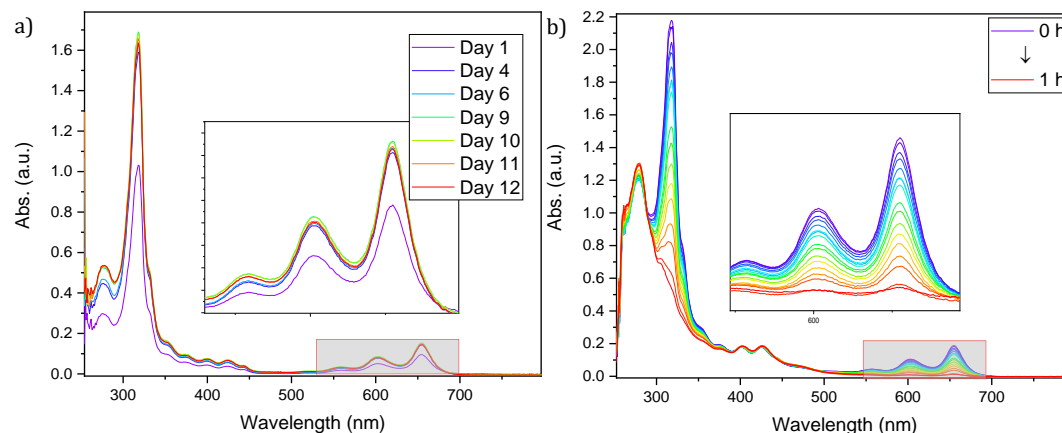 a)
1.6
1.4
1.2
1.0
0.8
0.6
0.4
0.2
0.0
Abs. (a.u.)
300 400 500 600 700
Wavelength (nm)
Day 1
Day 4
Day 6
Day 9
Day 10
Day 11
Day 12
b)
2.2
2.0
1.8
1.6
1.4
1.2
1.0
0.8
0.6
0.4
0.2
0.0
Abs. (a.u.)
300 400 500 600 700 800
Wavelength (nm)
0 h
↓
1 h
600